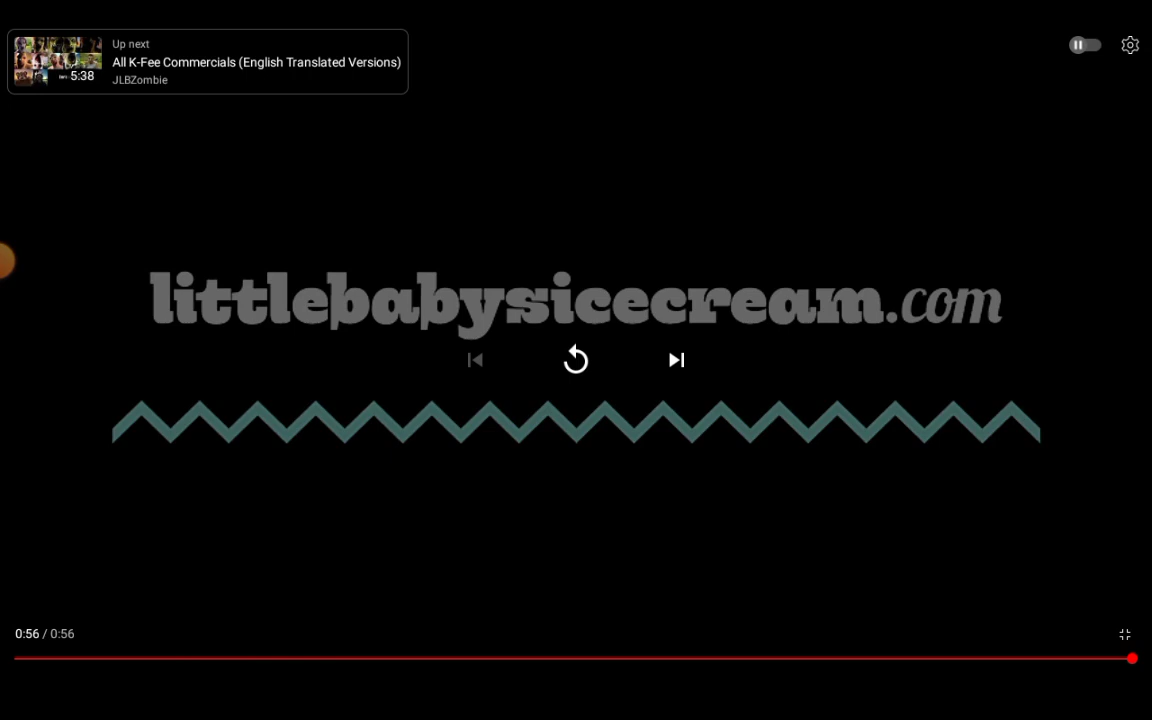 Up next
All K-Fee Commercials (English Translated Versions)
5:38
JLBZombie
littlebabysicecream.com
0:56 / 0:56